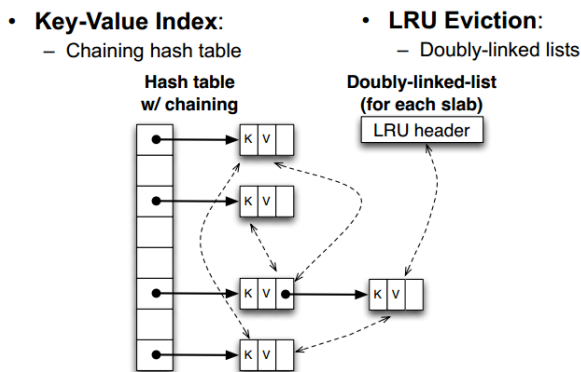 • Key-Value Index:
– Chaining hash table
• LRU Eviction:
– Doubly-linked lists
Hash table
w/ chaining
Doubly-linked-list
(for each slab)
LRU header
K V
K V
K V
K V
K V